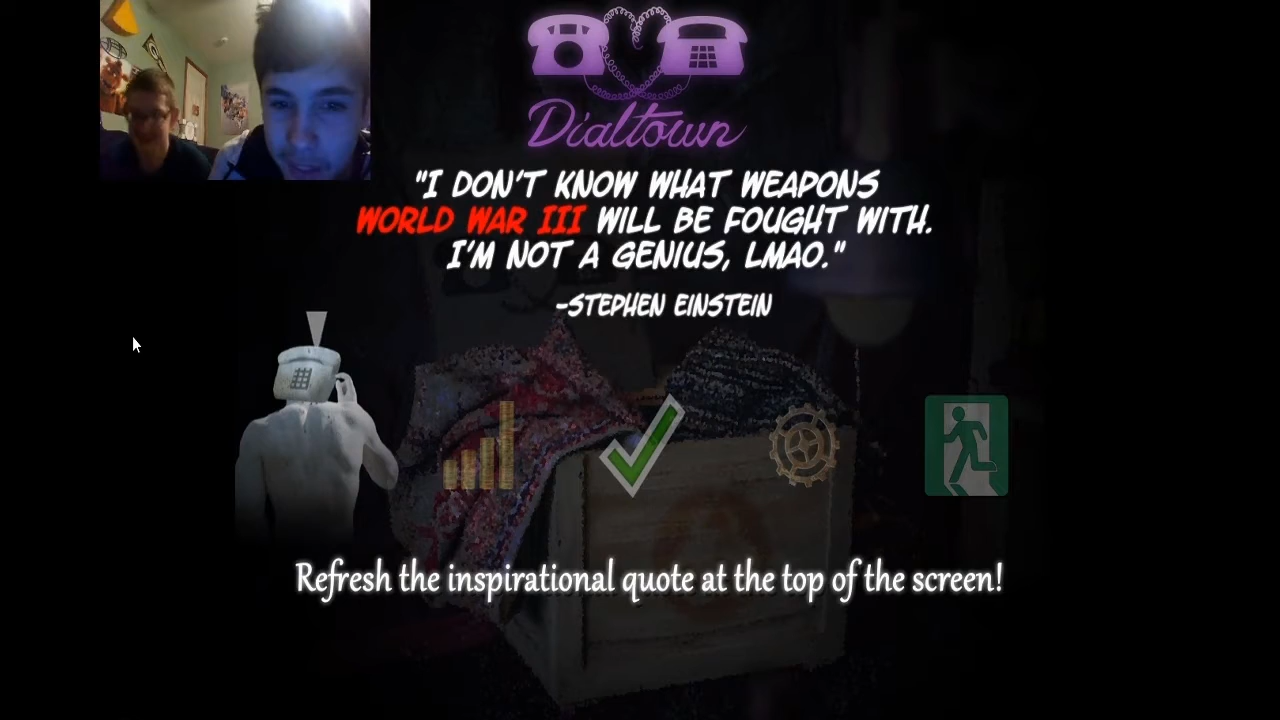 Dialtown
"I DON'T KNOW WHAT WEAPONS
WORLD WAR III WILL BE FOUGHT WITH.
I'M NOT A GENIUS, LMAO."
-STEPHEN EINSTEIN
Refresh the inspirational quote at the top of the screen!